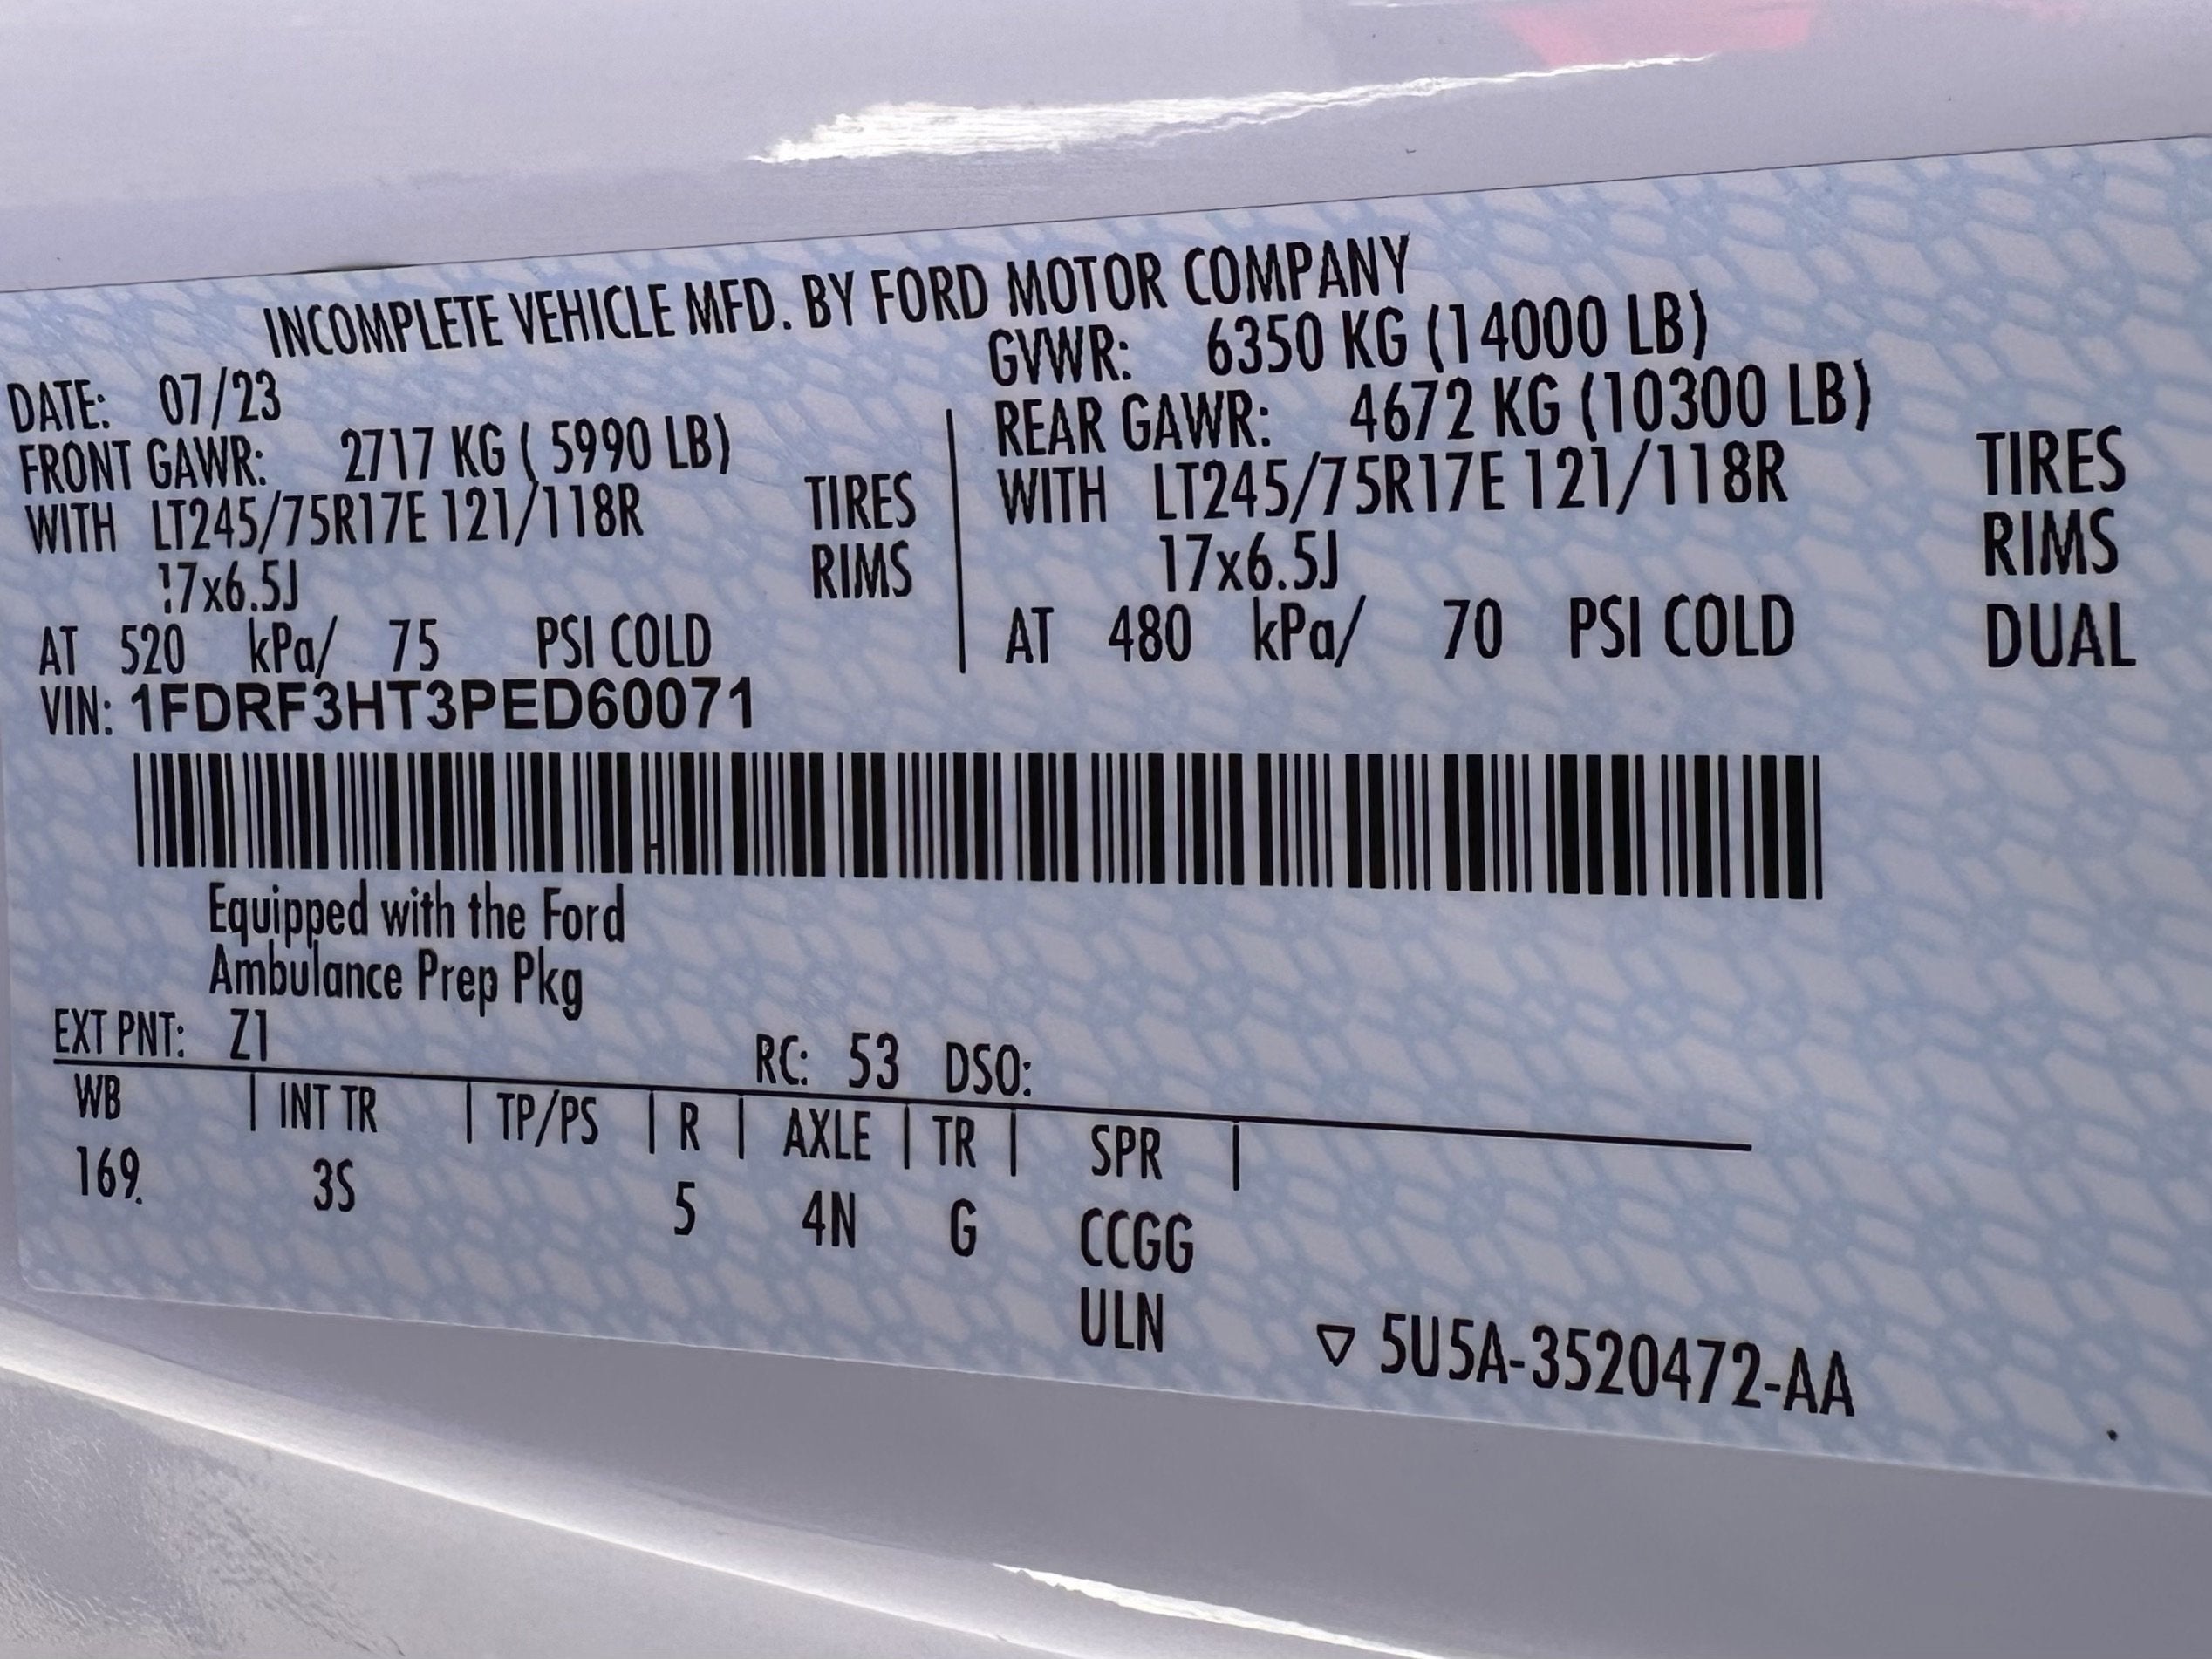 INCOMPLETE VEHICLE MFD. BY FORD MOTOR COMPANY
DATE: 07/23 GVWR: 6350 KG (14000 LB)
FRONT GAWR: 2717 KG ( 5990 LB) REAR GAWR: 4672 KG (10300 LB)
WITH LT245/75R17E 121/118R TIRES WITH LT245/75R17E 121/118R TIRES
17x6.5J RIMS 17x6.5J RIMS
AT 520 kPa/ 75 PSI COLD AT 480 kPa/ 70 PSI COLD DUAL
VIN: 1FDRF3HT3PED60071
Equipped with the Ford
Ambulance Prep Pkg
EXT PNT: Z1 RC: 53 DSO:
WB | INT TR | TP/PS | R | AXLE | TR | SPR |
169. 3S 5 4N G CCGG
ULN ▽ 5U5A-3520472-AA